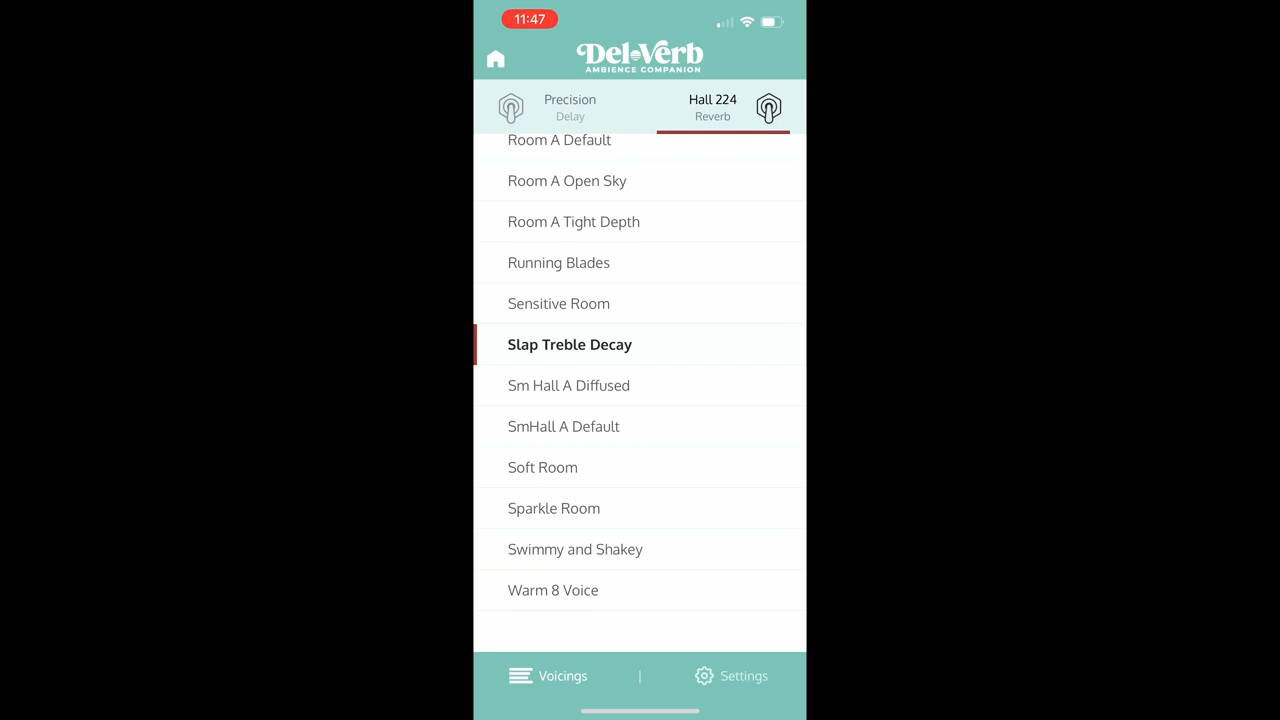 11:47
Del-Verb
AMBIENCE COMPANION
Precision
Delay
Hall 224
Reverb
Room A Default
Room A Open Sky
Room A Tight Depth
Running Blades
Sensitive Room
Slap Treble Decay
Sm Hall A Diffused
SmHall A Default
Soft Room
Sparkle Room
Swimmy and Shakey
Warm 8 Voice
Voicings | Settings